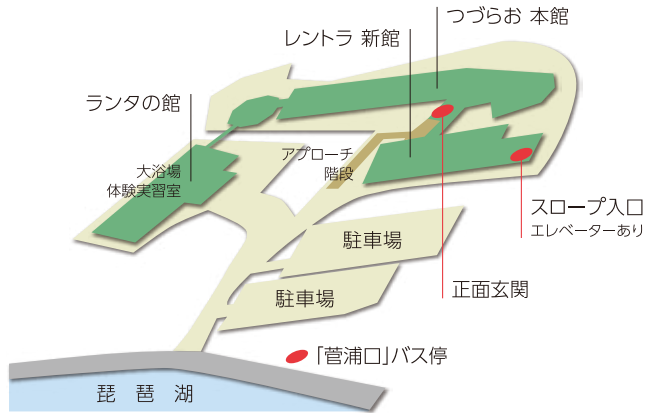 つづらお 本館
レントラ 新館
ランタの館
アプローチ
階段
大浴場
体験実習室
スロープ入口
エレベーターあり
駐車場
正面玄関
駐車場
「菅浦口」バス停
琵 琶 湖